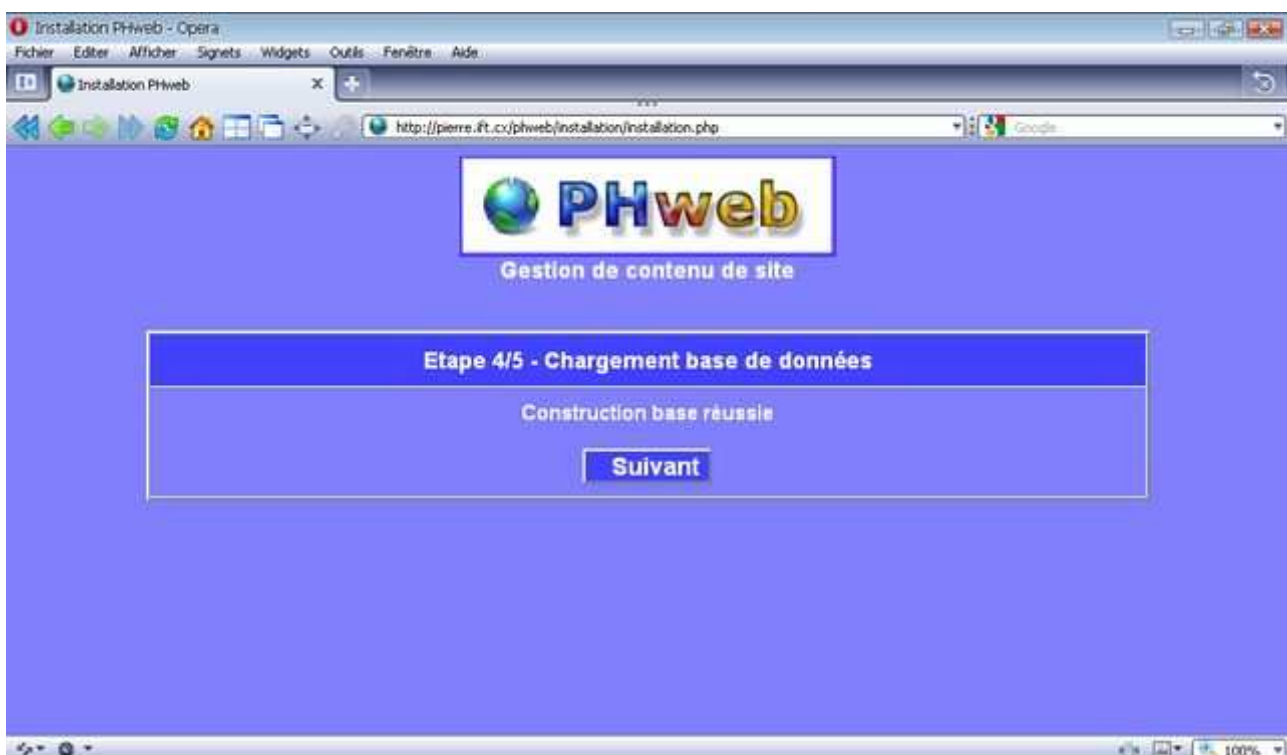 Installation PHweb - Opera
Fichier Editer Afficher Signets Widgets Outils Fenêtre Aide
Installation PHweb
http://pierre.ift.cx/phweb/installation/installation.php Google
PHweb
Gestion de contenu de site
Etape 4/5 - Chargement base de données
Construction base réussie
Suivant
100%